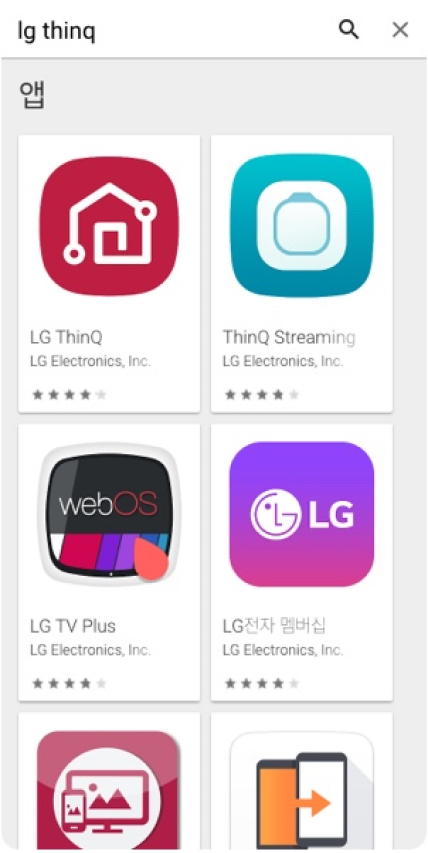 lg thinq
앱
LG ThinQ
LG Electronics, Inc.
ThinQ Streaming
LG Electronics, Inc.
webOS
LG
LG TV Plus
LG Electronics, Inc.
LG전자 멤버십
LG Electronics, Inc.